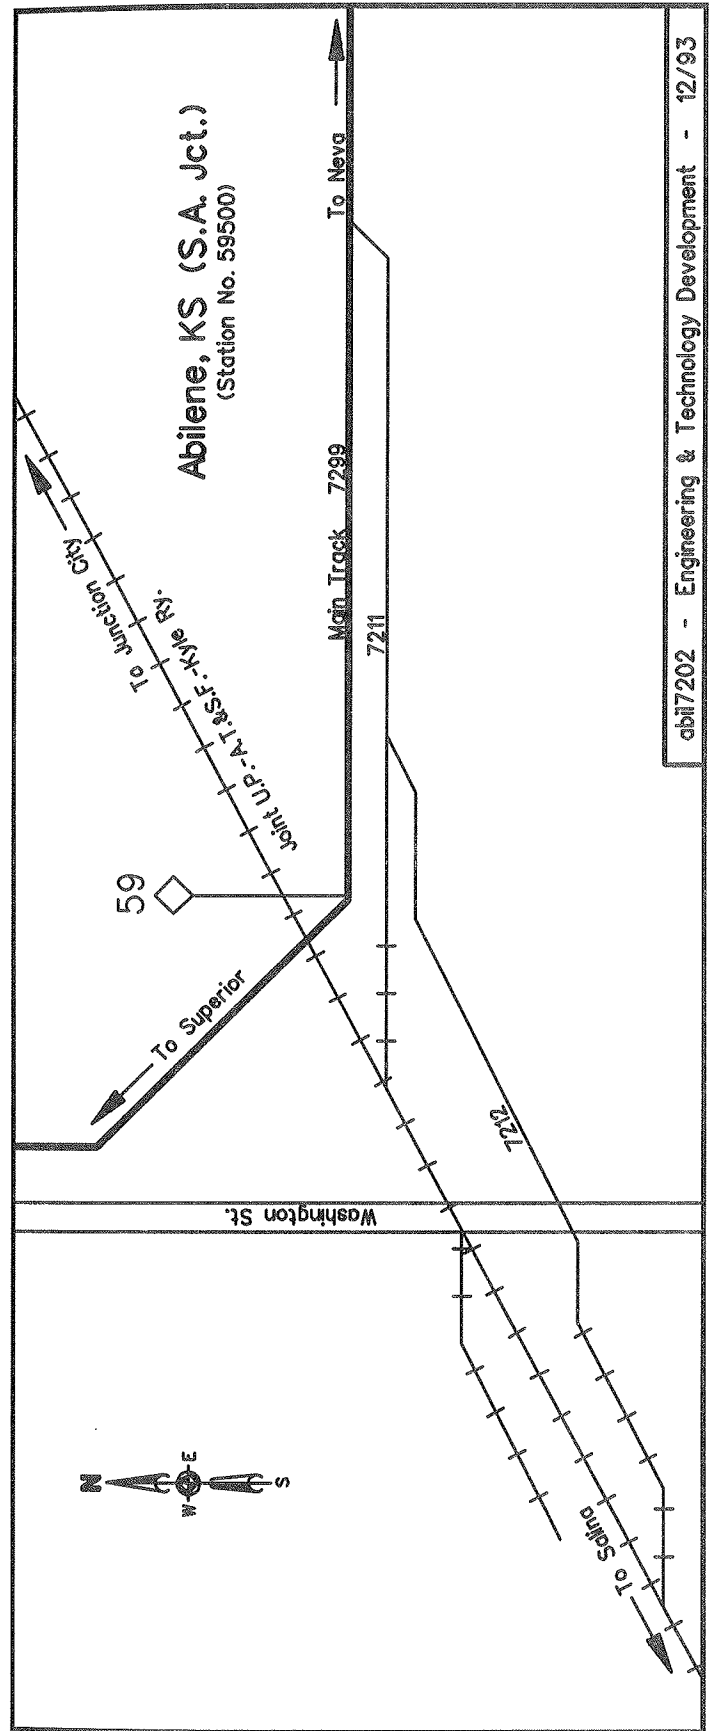 Abilene, KS (S.A. Jct.)
(Station No. 59500)
To Neva
Main Track 7299
7211
To Junction City
Joint U.P.-A.T.&S.F.-Kyle Ry.
59
To Superior
7212
Washington St.
N
W E
S
To Salina
abil7202 - Engineering & Technology Development - 12/93